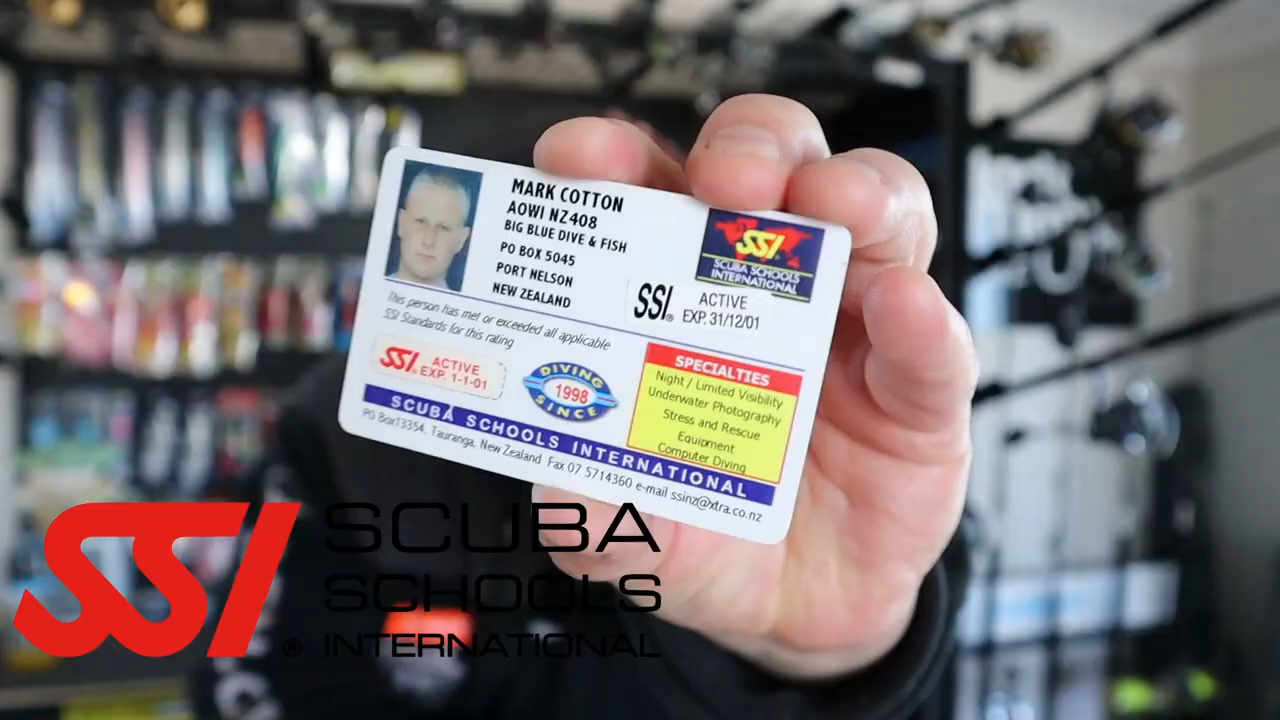 MARK COTTON
AOWI NZ408
BIG BLUE DIVE & FISH
PO BOX 5045
PORT NELSON
NEW ZEALAND
SSI
SCUBA SCHOOLS
INTERNATIONAL
SSI® ACTIVE
EXP. 31/12/01
This person has met or exceeded all applicable
SSI Standards for this rating
SSI® ACTIVE
EXP. 1-1-01
DIVING
1998
SINCE
SPECIALTIES
Night / Limited Visibility
Underwater Photography
Stress and Rescue
Equipment
Computer Diving
SCUBA SCHOOLS INTERNATIONAL
PO Box13354, Tauranga, New Zealand Fax 07 5714360 e-mail ssinz@xtra.co.nz
SSI®
SCUBA
SCHOOLS
INTERNATIONAL